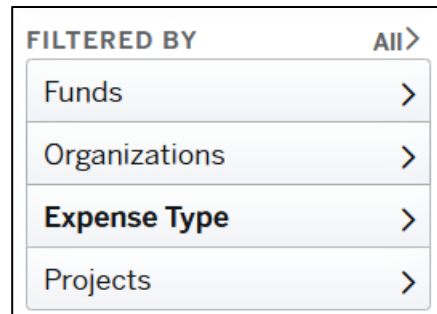 FILTERED BY All
Funds
Organizations
Expense Type
Projects